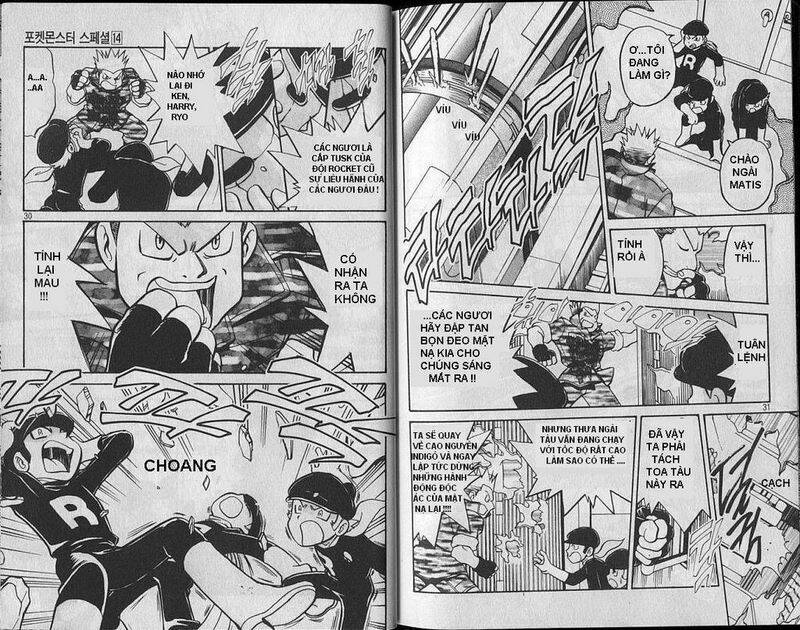 포켓몬스터 스페셜 14
A...A.
..AA
NÀO NHỚ
LẠI ĐI
KEN,
HARRY,
RYO
CÁC NGƯƠI LÀ
CẤP TUSK CỦA
ĐỘI ROCKET CŨ
SỰ LIỀU HÃNH CỦA
CÁC NGƯƠI ĐÂU!
30
TỈNH
LẠI MAU
!!!
CÓ
NHẬN
RA TA
KHÔNG
CHOANG
R
Ơ...TÔI
ĐANG
LÀM GÌ?
R
CHÀO
NGÀI
MATIS
VÍU
VÍU
VÍU
TỈNH
RỒI À
VẬY
THÌ...
...CÁC NGƯƠI
HÃY ĐẬP TAN
BỌN ĐEO MẶT
NẠ KIA CHO
CHÚNG SÁNG
MẮT RA !!
TUÂN
LỆNH
31
TA SẼ QUAY
VỀ CAO NGUYÊN
INDIGÔ VÀ NGAY
LẬP TỨC DỪNG
NHỮNG HÀNH
ĐỘNG ĐỘC
ÁC CỦA MẶT
NẠ LẠI !!!!
NHƯNG THƯA NGÀI
TÀU VẪN ĐANG CHẠY
VỚI TỐC ĐỘ RẤT CAO
LÀM SAO CÓ THỂ ....
ĐÃ VẬY
TA PHẢI
TÁCH
TOA TÀU
NÀY RA
CẠCH